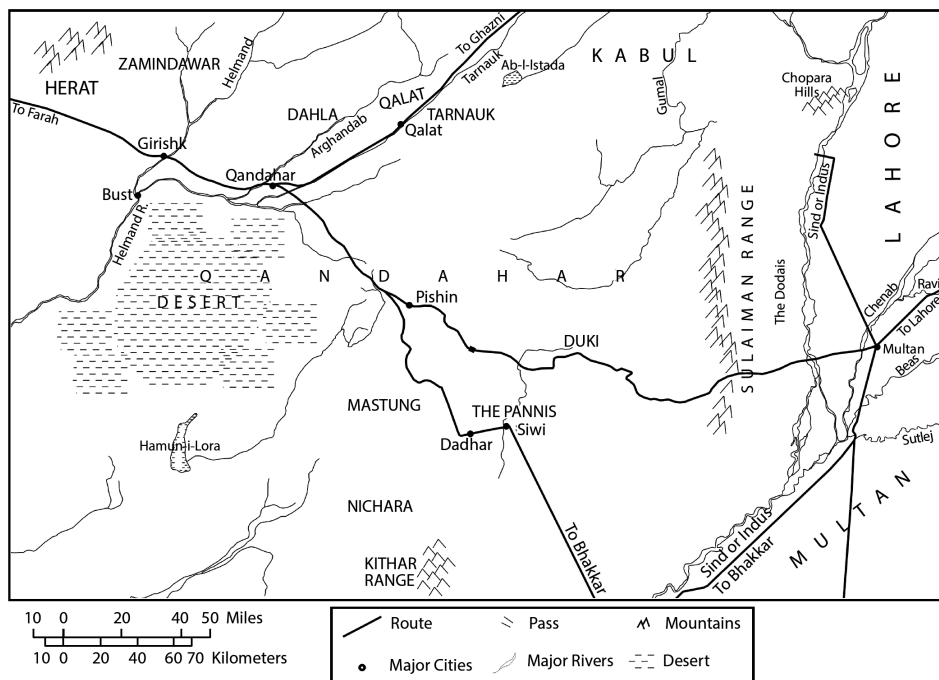 HERAT
ZAMINDAWAR
Helmand
To Ghazni
Tarnauk
Ab-I-Istada
KABUL
Gumal
Chopara
Hills
LAHORE
To Farah
Girishk
DAHLA
QALAT
Arghandab
TARNAUK
Qalat
Qandahar
Bust
Helmand R.
Sind or Indus
SULAIMAN RANGE
The Dodais
QANDAHAR
DESERT
Pishin
Chenab
Ravi
To Lahore
DUKI
Multan
Beas
MASTUNG
THE PANNIS
Siwi
Dadhar
Hamun-i-Lora
Sutlej
NICHARA
MULTAN
KITHAR
RANGE
To Bhakkar
Sind or Indus
To Bhakkar
10 0 20 40 50 Miles
10 0 20 40 60 70 Kilometers
Route
Pass
Mountains
Major Cities
Major Rivers
Desert